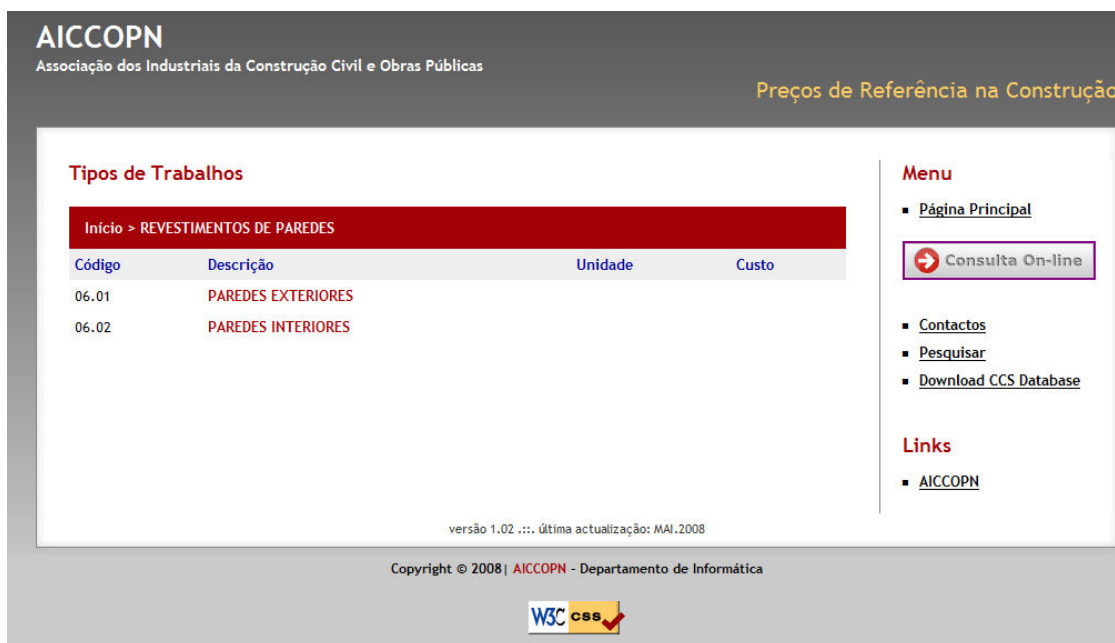 AICCOPN
Associação dos Industriais da Construção Civil e Obras Públicas
Preços de Referência na Construção
Tipos de Trabalhos
Início > REVESTIMENTOS DE PAREDES
Código Descrição Unidade Custo
06.01 PAREDES EXTERIORES
06.02 PAREDES INTERIORES
Menu
Página Principal
Consulta On-line
Contactos
Pesquisar
Download CCS Database
Links
AICCOPN
versão 1.02 .::. última actualização: MAI.2008
Copyright © 2008| AICCOPN - Departamento de Informática
W3C css